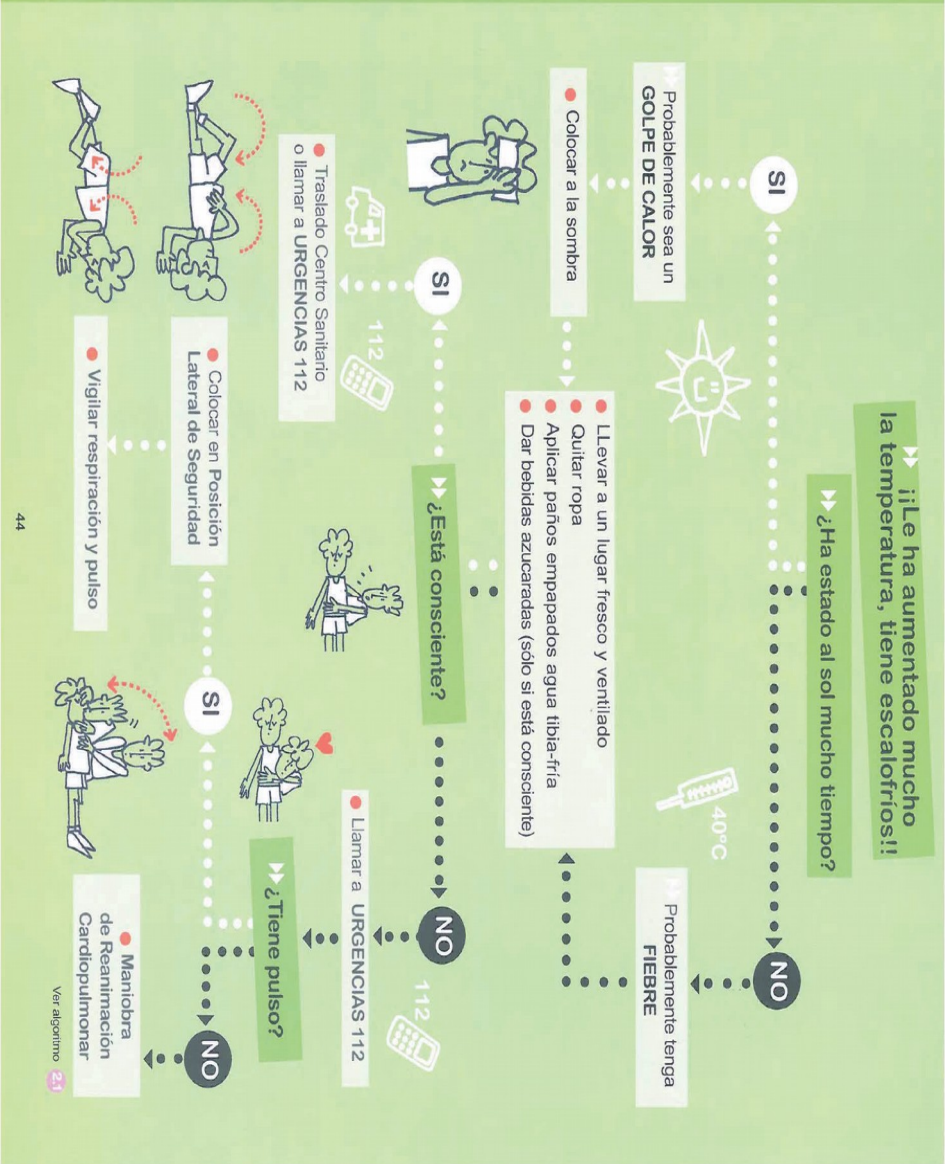 ¡¡Le ha aumentado mucho
la temperatura, tiene escalofríos!!
¿Ha estado al sol mucho tiempo?
SI
NO
Probablemente sea un
GOLPE DE CALOR
40ºC
Probablemente tenga
FIEBRE
Colocar a la sombra
LLevar a un lugar fresco y ventilado
Quitar ropa
Aplicar paños empapados agua tibia-fría
Dar bebidas azucaradas (sólo si está consciente)
¿Está consciente?
SI
NO
112
112
Traslado Centro Sanitario
o llamar a URGENCIAS 112
Llamar a URGENCIAS 112
¿Tiene pulso?
SI
NO
Colocar en Posición
Lateral de Seguridad
Vigilar respiración y pulso
Maniobra
de Reanimación
Cardiopulmonar
Ver algoritmo 2.1
44